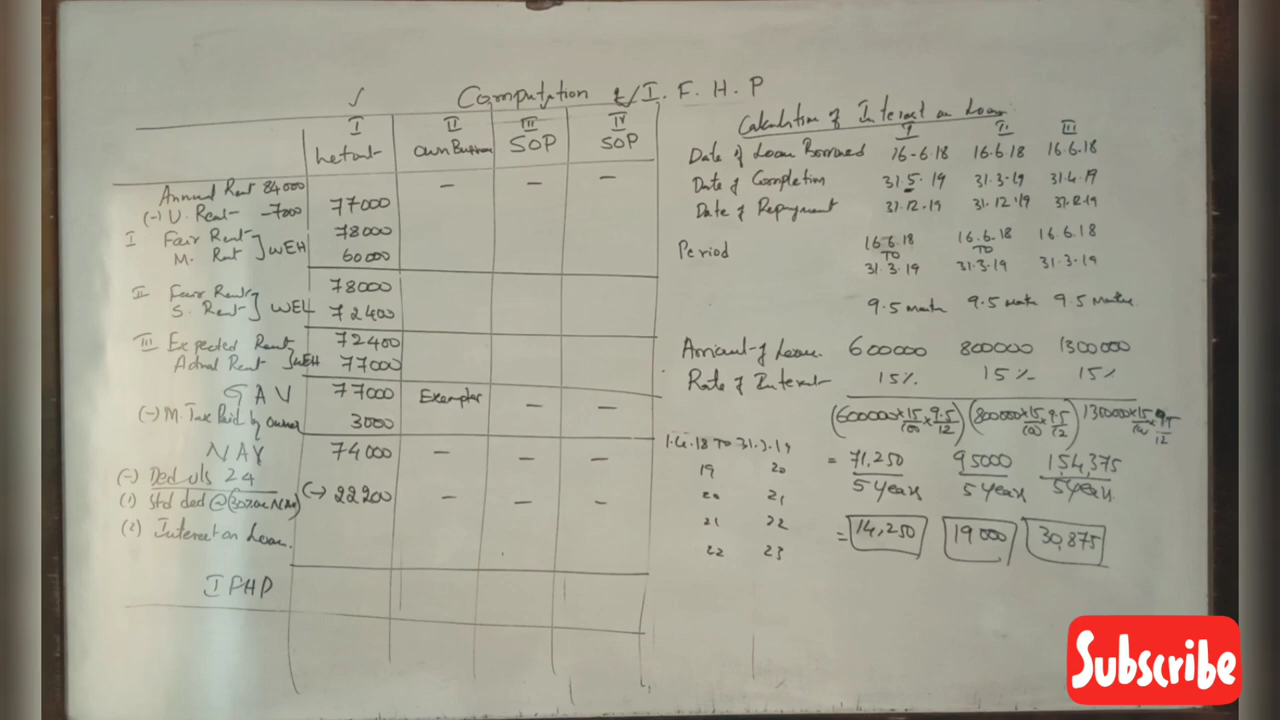 Computation of I. F. H. P
I II III IV
Letout Own Business SOP SOP
Annual Rent 84000 - - -
(-) U. Rent -7000 77000
I Fair Rent 78000
M. Rent WEH 60000
78000
II Fair Rent
S. Rent WEL 72400
III Expected Rent 72400
Actual Rent WEH 77000
GAV 77000 Exempted - -
(-) M. Tax Paid by owner 3000
NAV 74000 - - -
(-) Ded u/s 24
(1) Std ded @ (30% of NAV) (-) 22200 - - -
(2) Interest on Loan.
IFHP
Calculation of Interest on Loan
I II III
Date of Loan Borrowed 16-6.18 16.6.18 16.6.18
Date of Completion 31.5.19 31.3.19 31.4.19
Date of Repayment 31.12.19 31.12.19 31.12.19
Period 16.6.18 16.6.18 16.6.18
TO TO
31.3.19 31.3.19 31.3.19
9.5 month 9.5 month 9.5 months
Amount of Loan. 600000 800000 1300000
Rate of Interest 15% 15% 15%
(600000×15/100×9.5/12) (800000×15/100×9.5/12) 1300000×15/100×9.5/12
1.4.18 TO 31.3.19
= 71,250 95000 154,375
5 year 5 year 5 year
19 20
20 21
21 22
22 23
= 14,250 19000 30,875
Subscribe